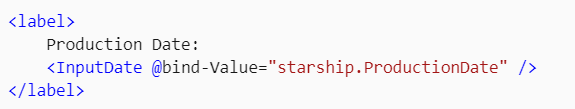 <label>
    Production Date:
    <InputDate @bind-Value="starship.ProductionDate" />
</label>